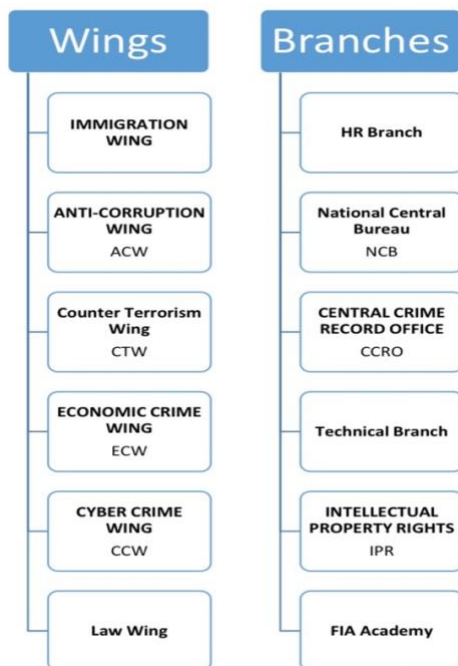 Wings
IMMIGRATION
WING
ANTI-CORRUPTION
WING
ACW
Counter Terrorism
Wing
CTW
ECONOMIC CRIME
WING
ECW
CYBER CRIME
WING
CCW
Law Wing
Branches
HR Branch
National Central
Bureau
NCB
CENTRAL CRIME
RECORD OFFICE
CCRO
Technical Branch
INTELLECTUAL
PROPERTY RIGHTS
IPR
FIA Academy